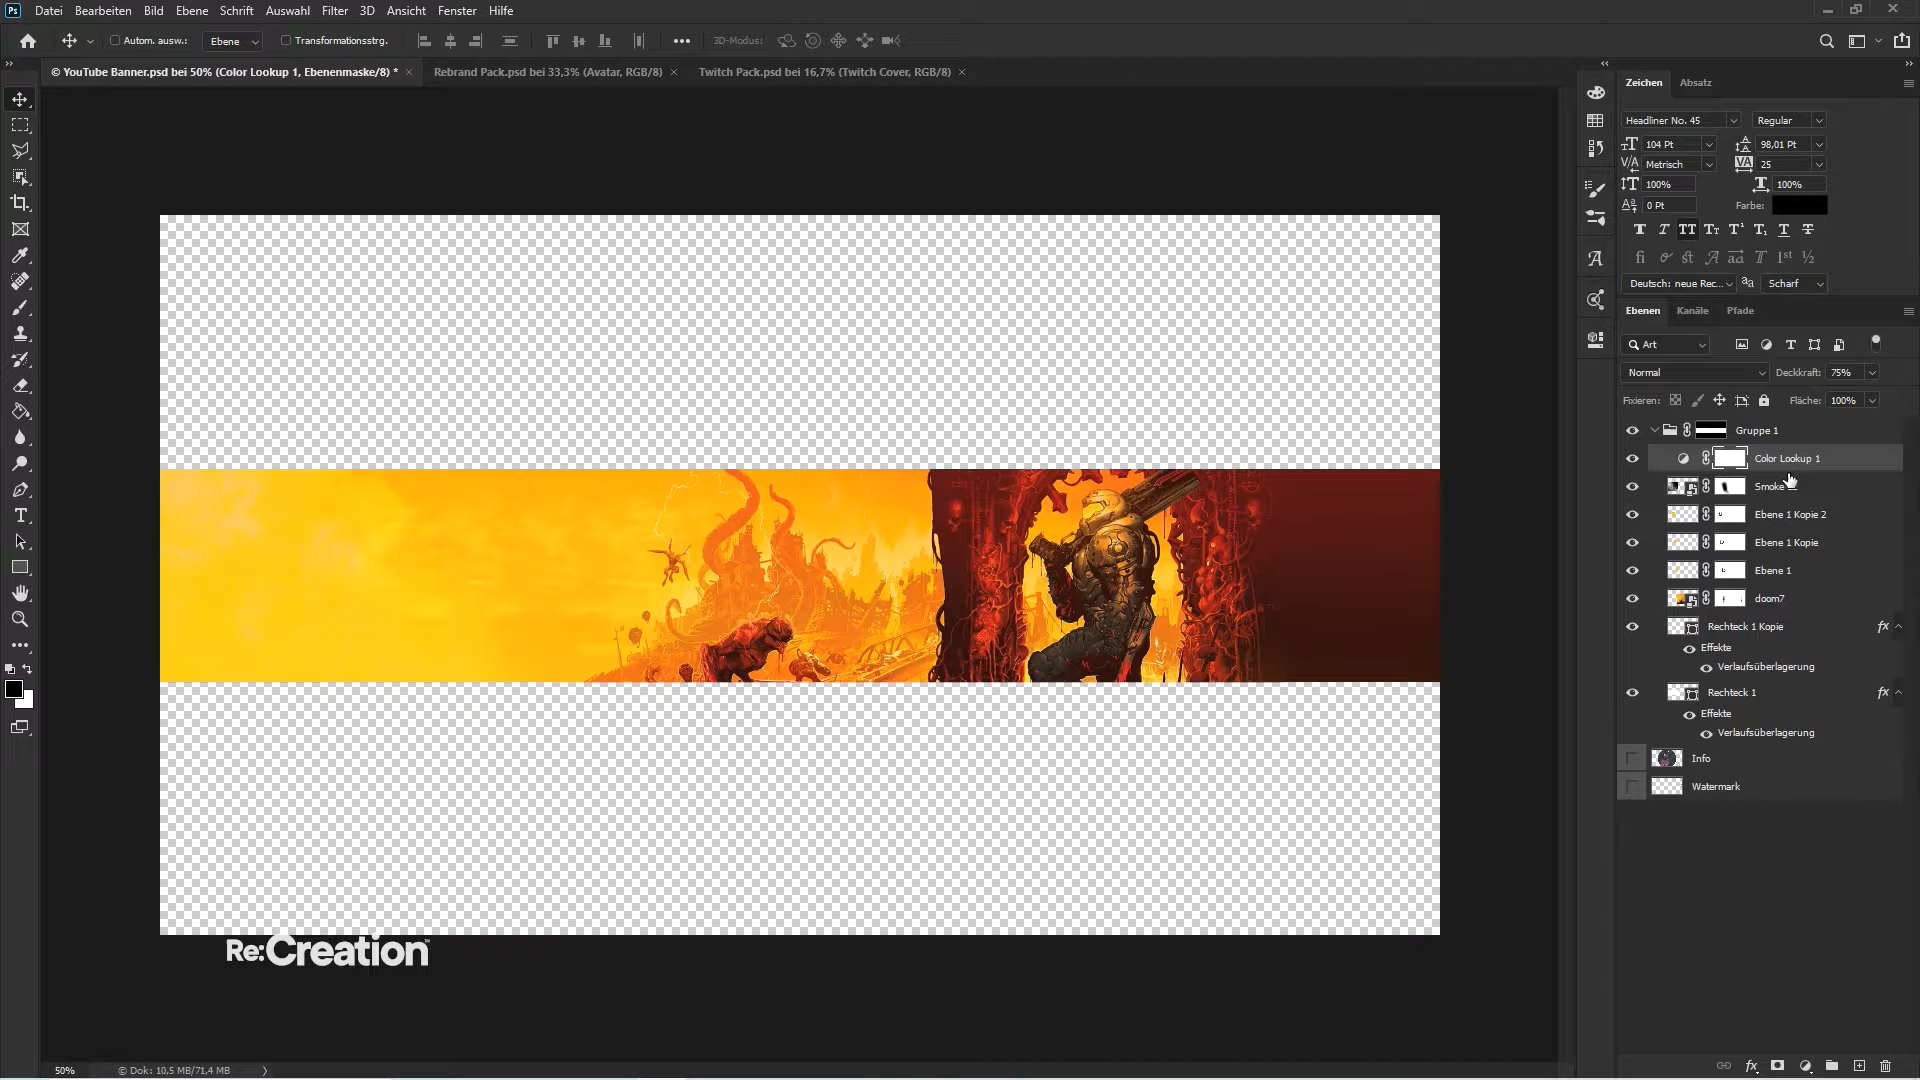 Ps Datei Bearbeiten Bild Ebene Schrift Auswahl Filter 3D Ansicht Fenster Hilfe
Autom. ausw.: Ebene Transformationsstrg. 3D-Modus:
© YouTube Banner.psd bei 50% (Color Lookup 1, Ebenenmaske/8) * × Rebrand Pack.psd bei 33,3% (Avatar, RGB/8) × Twitch Pack.psd bei 16,7% (Twitch Cover, RGB/8) ×
Zeichen Absatz
Headliner No. 45 Regular
104 Pt 98,01 Pt
Metrisch 25
100% 100%
0 Pt Farbe:
Deutsch: neue Rec... Scharf
Ebenen Kanäle Pfade
Art
Normal Deckkraft: 75%
Fixieren: Fläche: 100%
Gruppe 1
Color Lookup 1
Smoke
Ebene 1 Kopie 2
Ebene 1 Kopie
Ebene 1
doom7
Rechteck 1 Kopie fx
Effekte
Verlaufsüberlagerung
Rechteck 1 fx
Effekte
Verlaufsüberlagerung
Info
Watermark
Re:Creation™
50% © Dok: 10,5 MB/71,4 MB